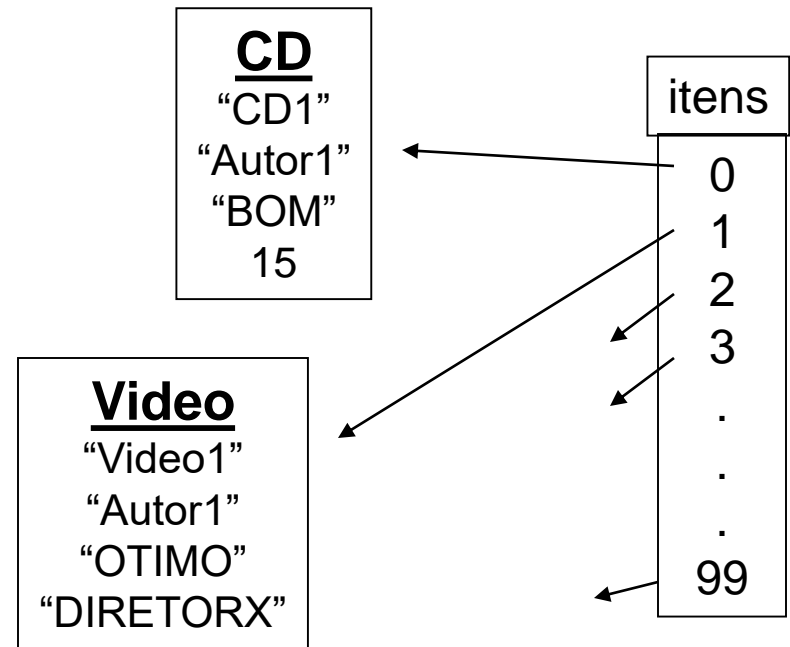 CD
“CD1”
“Autor1”
“BOM”
15
Video
“Video1”
“Autor1”
“OTIMO”
“DIRETORX”
itens
0
1
2
3
.
.
.
99